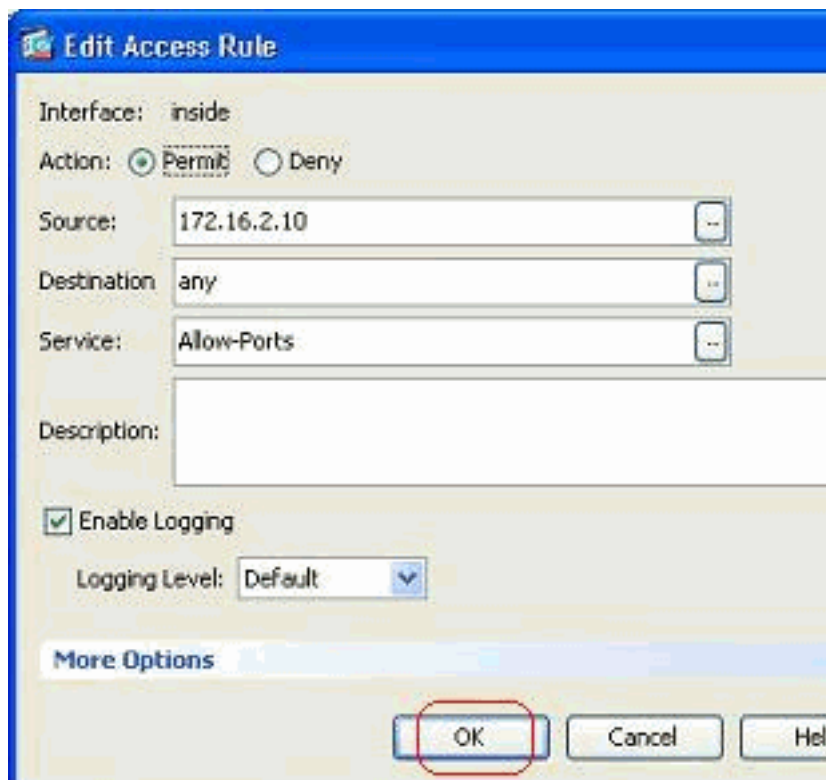 Edit Access Rule
Interface: inside
Action: Permit Deny
Source: 172.16.2.10 ..
Destination any ..
Service: Allow-Ports ..
Description:
Enable Logging
Logging Level: Default
More Options
OK Cancel Hel